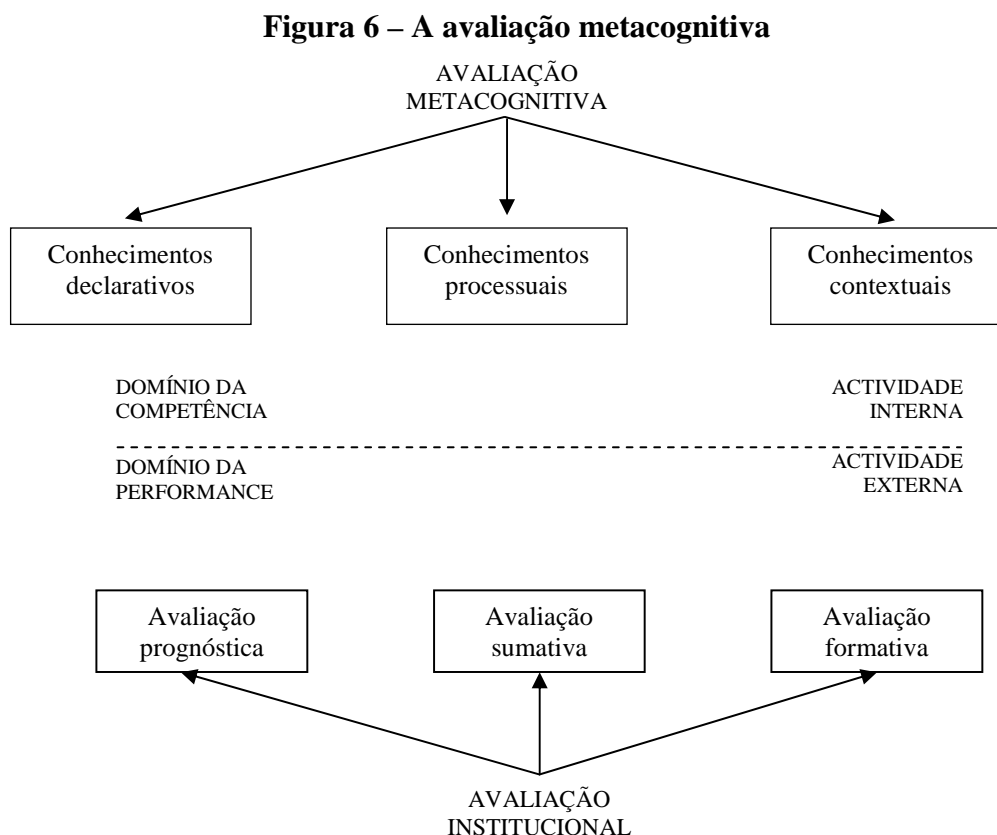 Figura 6 – A avaliação metacognitiva
AVALIAÇÃO
METACOGNITIVA
Conhecimentos
declarativos
Conhecimentos
processuais
Conhecimentos
contextuais
DOMÍNIO DA
COMPETÊNCIA
ACTIVIDADE
INTERNA
DOMÍNIO DA
PERFORMANCE
ACTIVIDADE
EXTERNA
Avaliação
prognóstica
Avaliação
sumativa
Avaliação
formativa
AVALIAÇÃO
INSTITUCIONAL